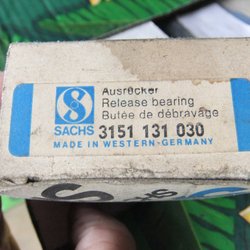 Ausrücker
Release bearing
Butée de débrayage
SACHS 3151 131 030
MADE IN WESTERN-GERMANY